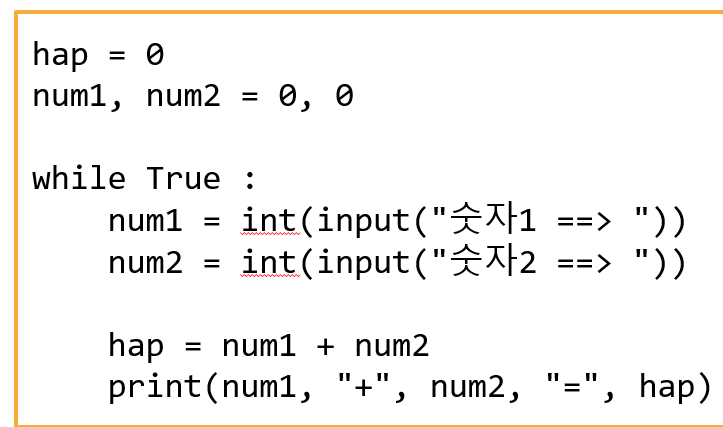 hap = 0
num1, num2 = 0, 0
while True :
    num1 = int(input("숫자1 ==> "))
    num2 = int(input("숫자2 ==> "))
    hap = num1 + num2
    print(num1, "+", num2, "=", hap)